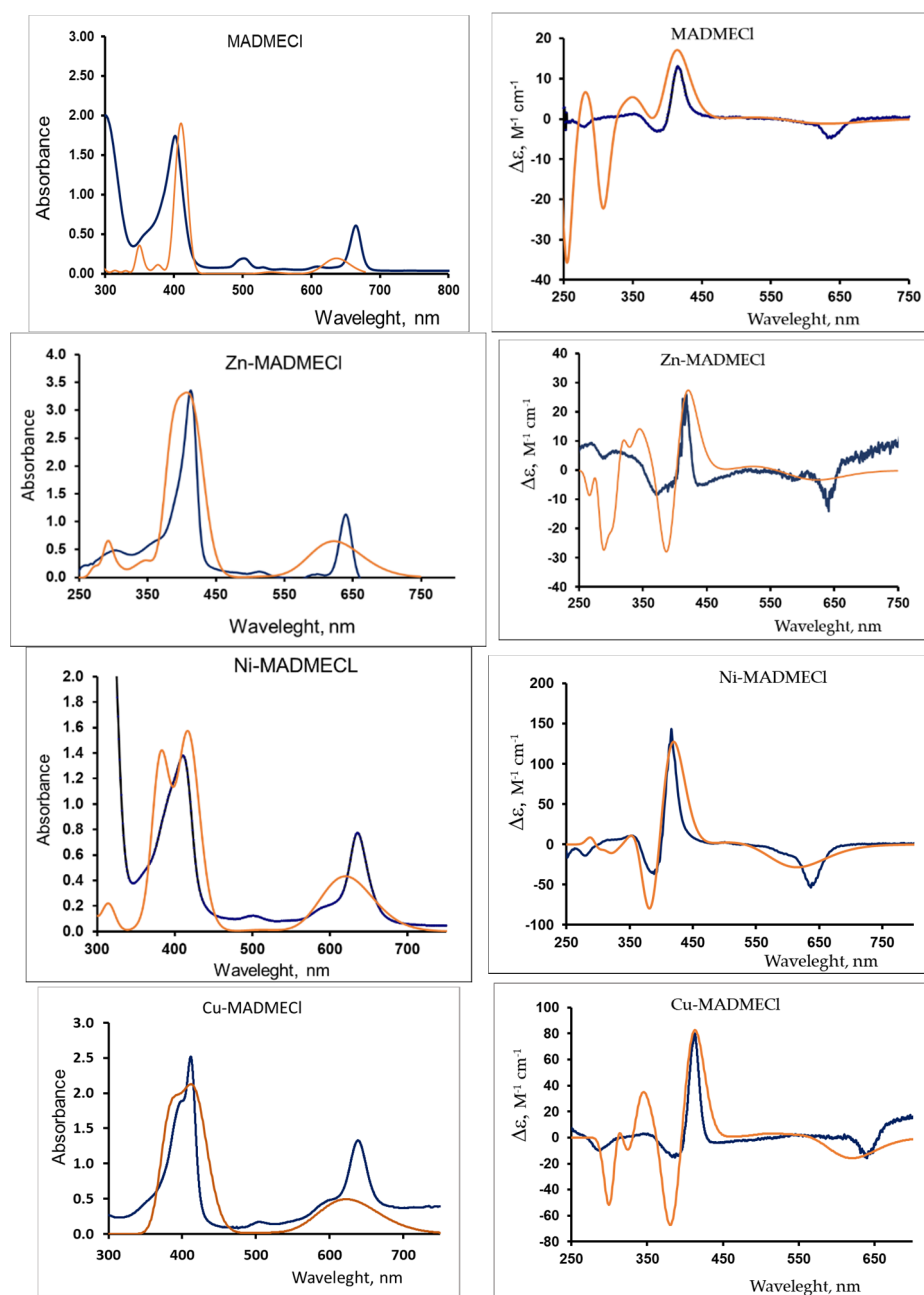 MADMECl
Absorbance
3.00
2.50
2.00
1.50
1.00
0.50
0.00
300 400 500 600 700 800
Waveleght, nm
MADMECl
Δε, M⁻¹ cm⁻¹
20
10
0
-10
-20
-30
-40
250 350 450 550 650 750
Waveleght, nm
Zn-MADMECl
Absorbance
4.0
3.5
3.0
2.5
2.0
1.5
1.0
0.5
0.0
250 350 450 550 650 750
Waveleght, nm
Zn-MADMECl
Δε, M⁻¹ cm⁻¹
40
30
20
10
0
-10
-20
-30
-40
250 350 450 550 650 750
Waveleght, nm
Ni-MADMECL
Absorbance
2.0
1.8
1.6
1.4
1.2
1.0
0.8
0.6
0.4
0.2
0.0
300 400 500 600 700
Waveleght, nm
Ni-MADMECl
Δε, M⁻¹ cm⁻¹
200
150
100
50
0
-50
-100
250 350 450 550 650 750
Waveleght, nm
Cu-MADMECl
Absorbance
3.0
2.5
2.0
1.5
1.0
0.5
0.0
300 400 500 600 700
Waveleght, nm
Cu-MADMECl
Δε, M⁻¹ cm⁻¹
100
80
60
40
20
0
-20
-40
-60
-80
250 350 450 550 650
Waveleght, nm